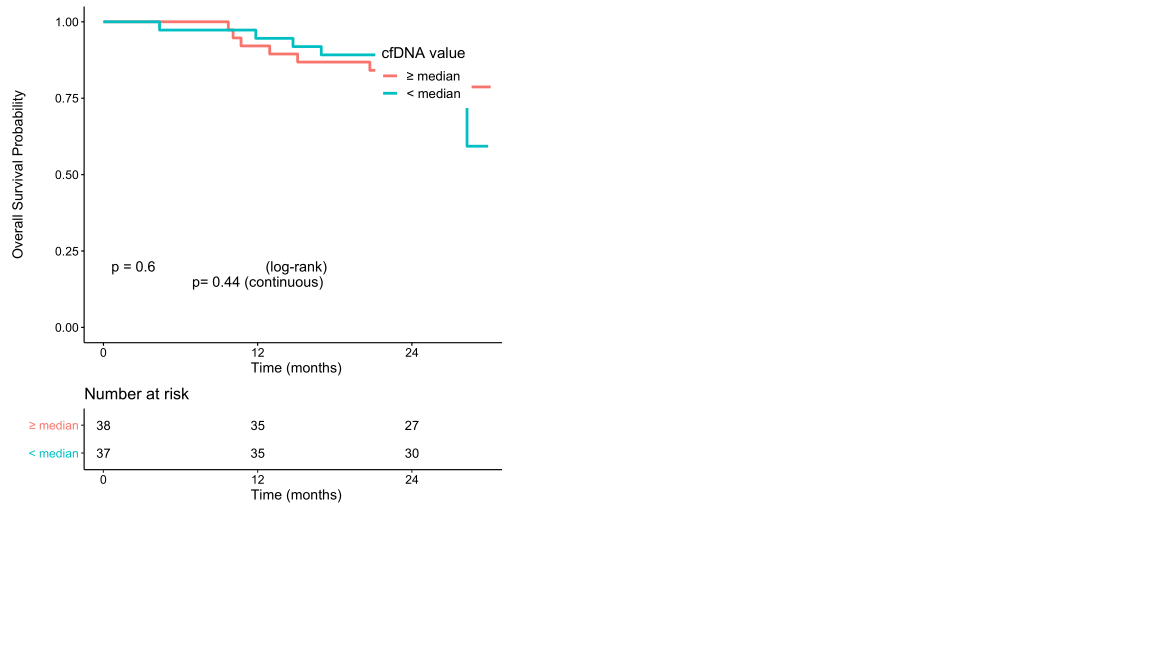 1.00
0.75
0.50
0.25
0.00
Overall Survival Probability
cfDNA value
≥ median
< median
p = 0.6 (log-rank)
p= 0.44 (continuous)
0 12 24
Time (months)
Number at risk
≥ median 38 35 27
< median 37 35 30
0 12 24
Time (months)